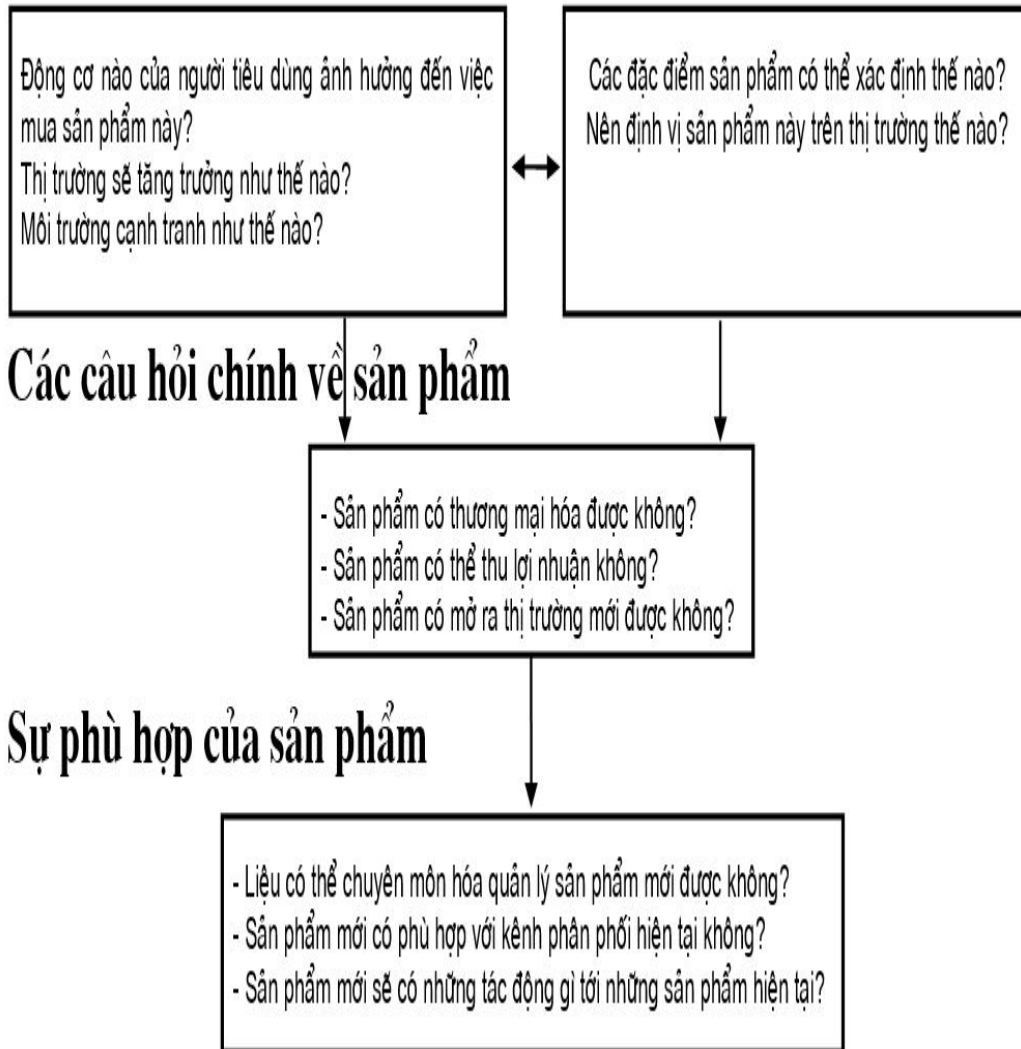 Động cơ nào của người tiêu dùng ảnh hưởng đến việc
mua sản phẩm này?
Thị trường sẽ tăng trưởng như thế nào?
Môi trường cạnh tranh như thế nào?
Các đặc điểm sản phẩm có thể xác định thế nào?
Nên định vị sản phẩm này trên thị trường thế nào?
Các câu hỏi chính về sản phẩm
- Sản phẩm có thương mại hóa được không?
- Sản phẩm có thể thu lợi nhuận không?
- Sản phẩm có mở ra thị trường mới được không?
Sự phù hợp của sản phẩm
- Liệu có thể chuyên môn hóa quản lý sản phẩm mới được không?
- Sản phẩm mới có phù hợp với kênh phân phối hiện tại không?
- Sản phẩm mới sẽ có những tác động gì tới những sản phẩm hiện tại?